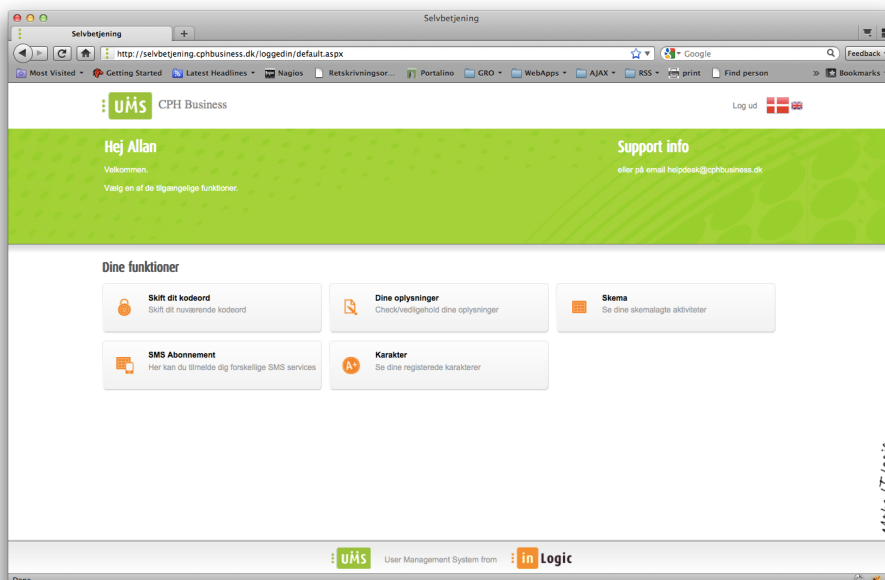 Selvbetjening
Selvbetjening +
http://selvbetjening.cphbusiness.dk/loggedin/default.aspx
Google
Feedback
Most Visited Getting Started Latest Headlines Nagios Retskrivningsor... Portalino GRO WebApps AJAX RSS print Find person » Bookmarks
UMS CPH Business
Log ud
Hej Allan
Velkommen.
Vælg en af de tilgængelige funktioner.
Support info
eller på email helpdesk@cphbusiness.dk
Dine funktioner
Skift dit kodeord
Skift dit nuværende kodeord
Dine oplysninger
Check/vedligehold dine oplysninger
Skema
Se dine skemalagte aktiviteter
SMS Abonnement
Her kan du tilmelde dig forskellige SMS services
A+
Karakter
Se dine registerede karakterer
UMS User Management System from in Logic
Done